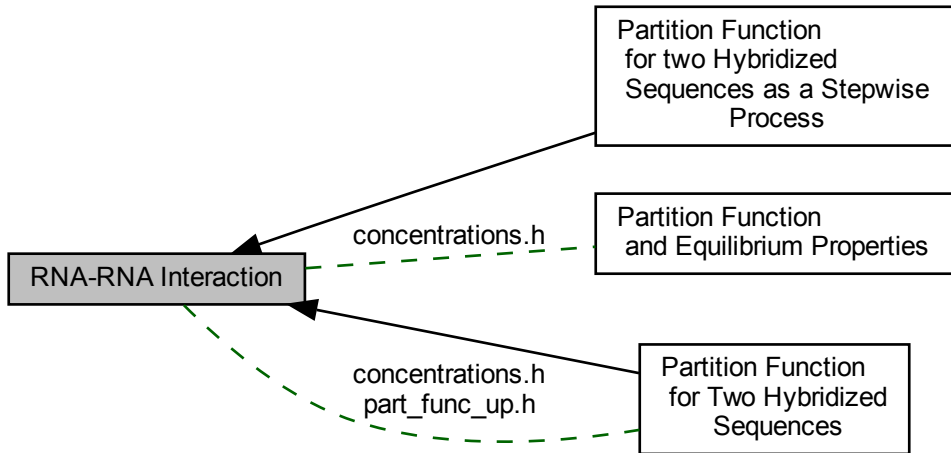 Partition Function
for two Hybridized
Sequences as a Stepwise
Process
concentrations.h
Partition Function
and Equilibrium Properties
RNA-RNA Interaction
concentrations.h
part_func_up.h
Partition Function
for Two Hybridized
Sequences